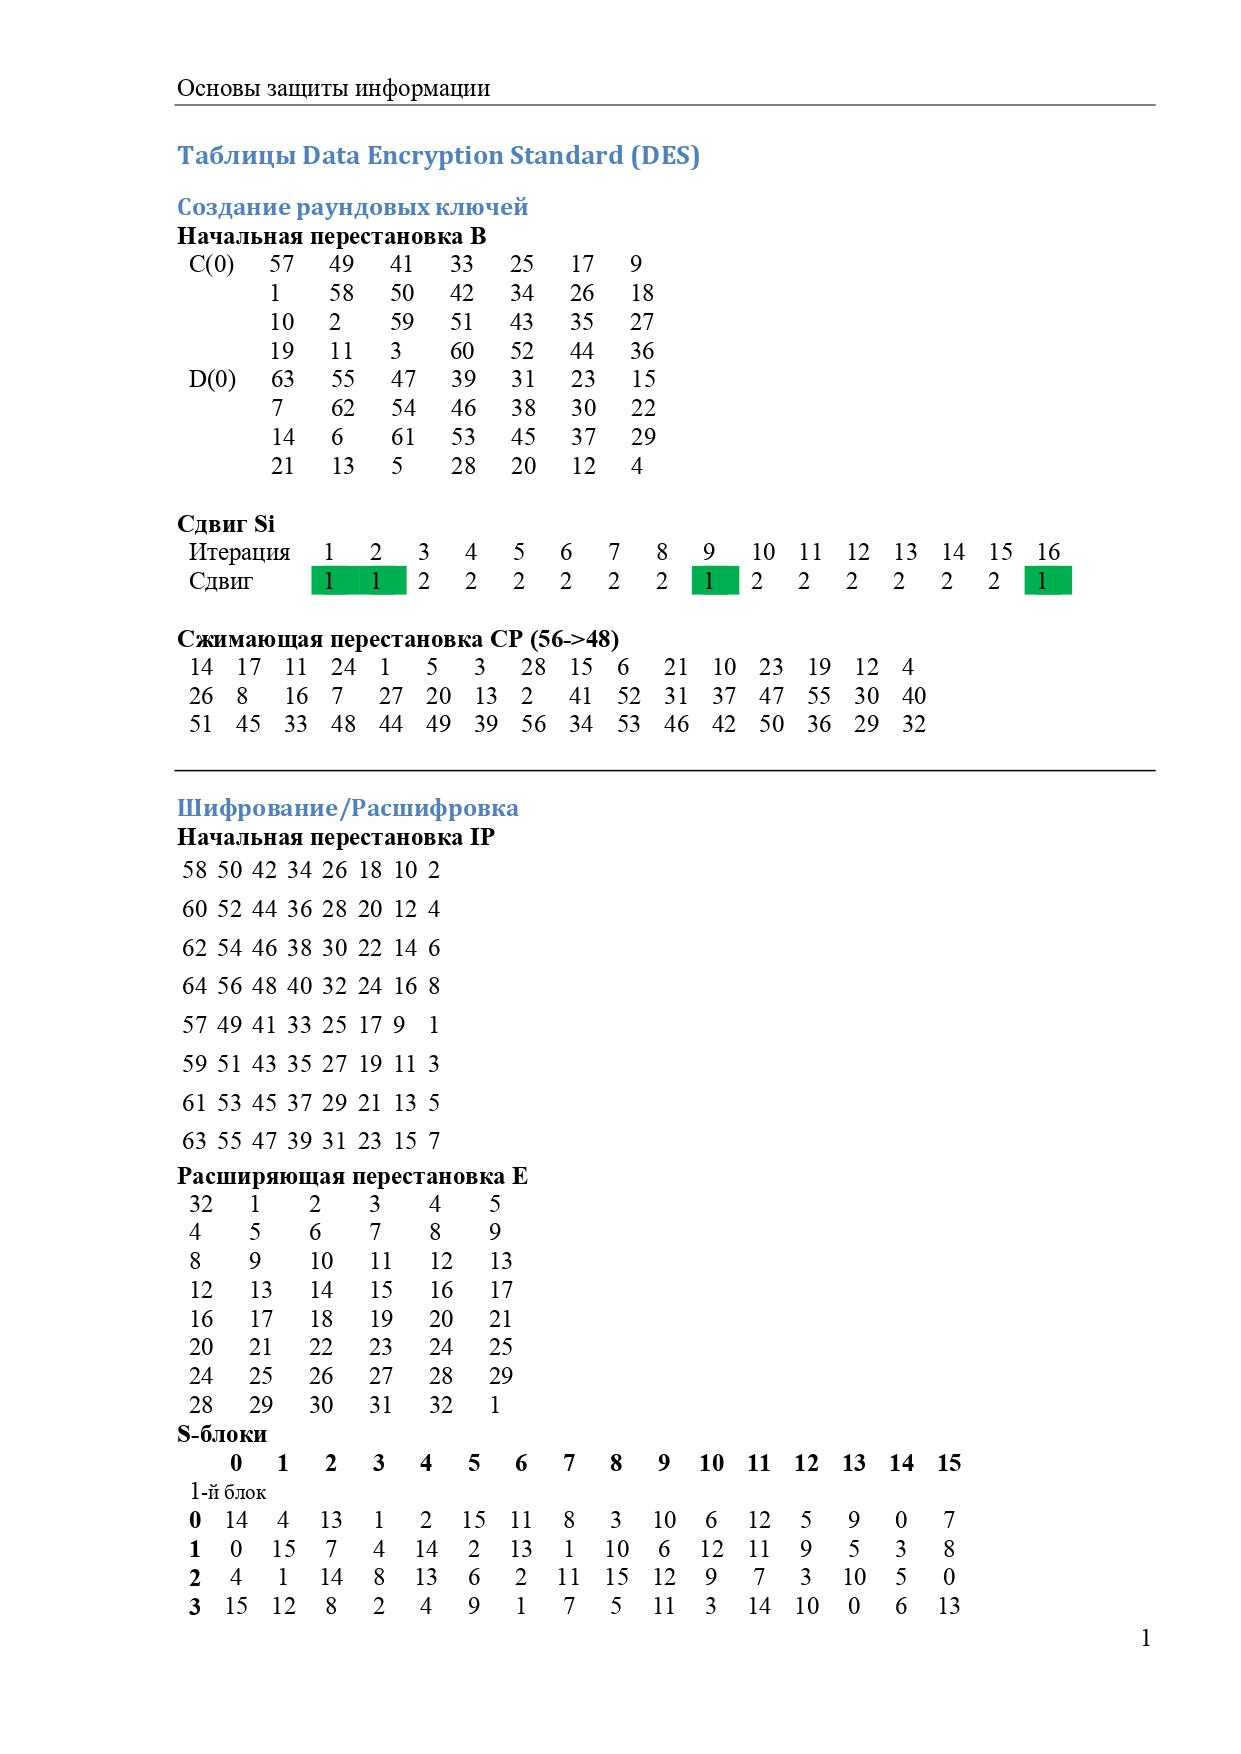 Основы защиты информации
Таблицы Data Encryption Standard (DES)
Создание раундовых ключей
Начальная перестановка B
C(0) 57 49 41 33 25 17 9
1 58 50 42 34 26 18
10 2 59 51 43 35 27
19 11 3 60 52 44 36
D(0) 63 55 47 39 31 23 15
7 62 54 46 38 30 22
14 6 61 53 45 37 29
21 13 5 28 20 12 4
Сдвиг Si
Итерация 1 2 3 4 5 6 7 8 9 10 11 12 13 14 15 16
Сдвиг 1 1 2 2 2 2 2 2 1 2 2 2 2 2 2 1
Сжимающая перестановка CP (56->48)
14 17 11 24 1 5 3 28 15 6 21 10 23 19 12 4
26 8 16 7 27 20 13 2 41 52 31 37 47 55 30 40
51 45 33 48 44 49 39 56 34 53 46 42 50 36 29 32
Шифрование/Расшифровка
Начальная перестановка IP
58 50 42 34 26 18 10 2
60 52 44 36 28 20 12 4
62 54 46 38 30 22 14 6
64 56 48 40 32 24 16 8
57 49 41 33 25 17 9 1
59 51 43 35 27 19 11 3
61 53 45 37 29 21 13 5
63 55 47 39 31 23 15 7
Расширяющая перестановка E
32 1 2 3 4 5
4 5 6 7 8 9
8 9 10 11 12 13
12 13 14 15 16 17
16 17 18 19 20 21
20 21 22 23 24 25
24 25 26 27 28 29
28 29 30 31 32 1
S-блоки
0 1 2 3 4 5 6 7 8 9 10 11 12 13 14 15
1-й блок
0 14 4 13 1 2 15 11 8 3 10 6 12 5 9 0 7
1 0 15 7 4 14 2 13 1 10 6 12 11 9 5 3 8
2 4 1 14 8 13 6 2 11 15 12 9 7 3 10 5 0
3 15 12 8 2 4 9 1 7 5 11 3 14 10 0 6 13
1